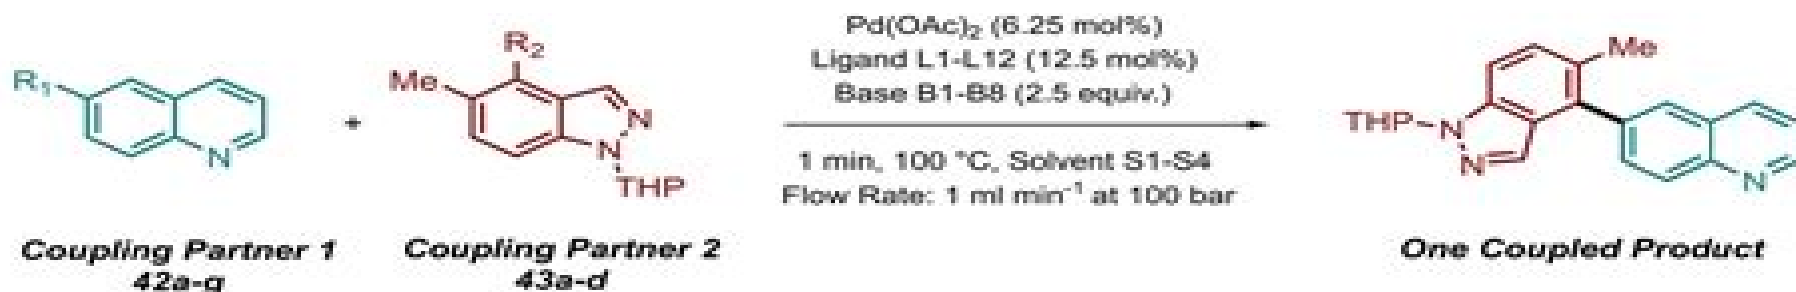 Pd(OAc)₂ (6.25 mol%)
Ligand L1-L12 (12.5 mol%)
Base B1-B8 (2.5 equiv.)
1 min, 100 °C, Solvent S1-S4
Flow Rate: 1 ml min⁻¹ at 100 bar
R₁
N
+
Me
R₂
N
N
THP
Me
THP
N
N
N
Coupling Partner 1
42a-g
Coupling Partner 2
43a-d
One Coupled Product